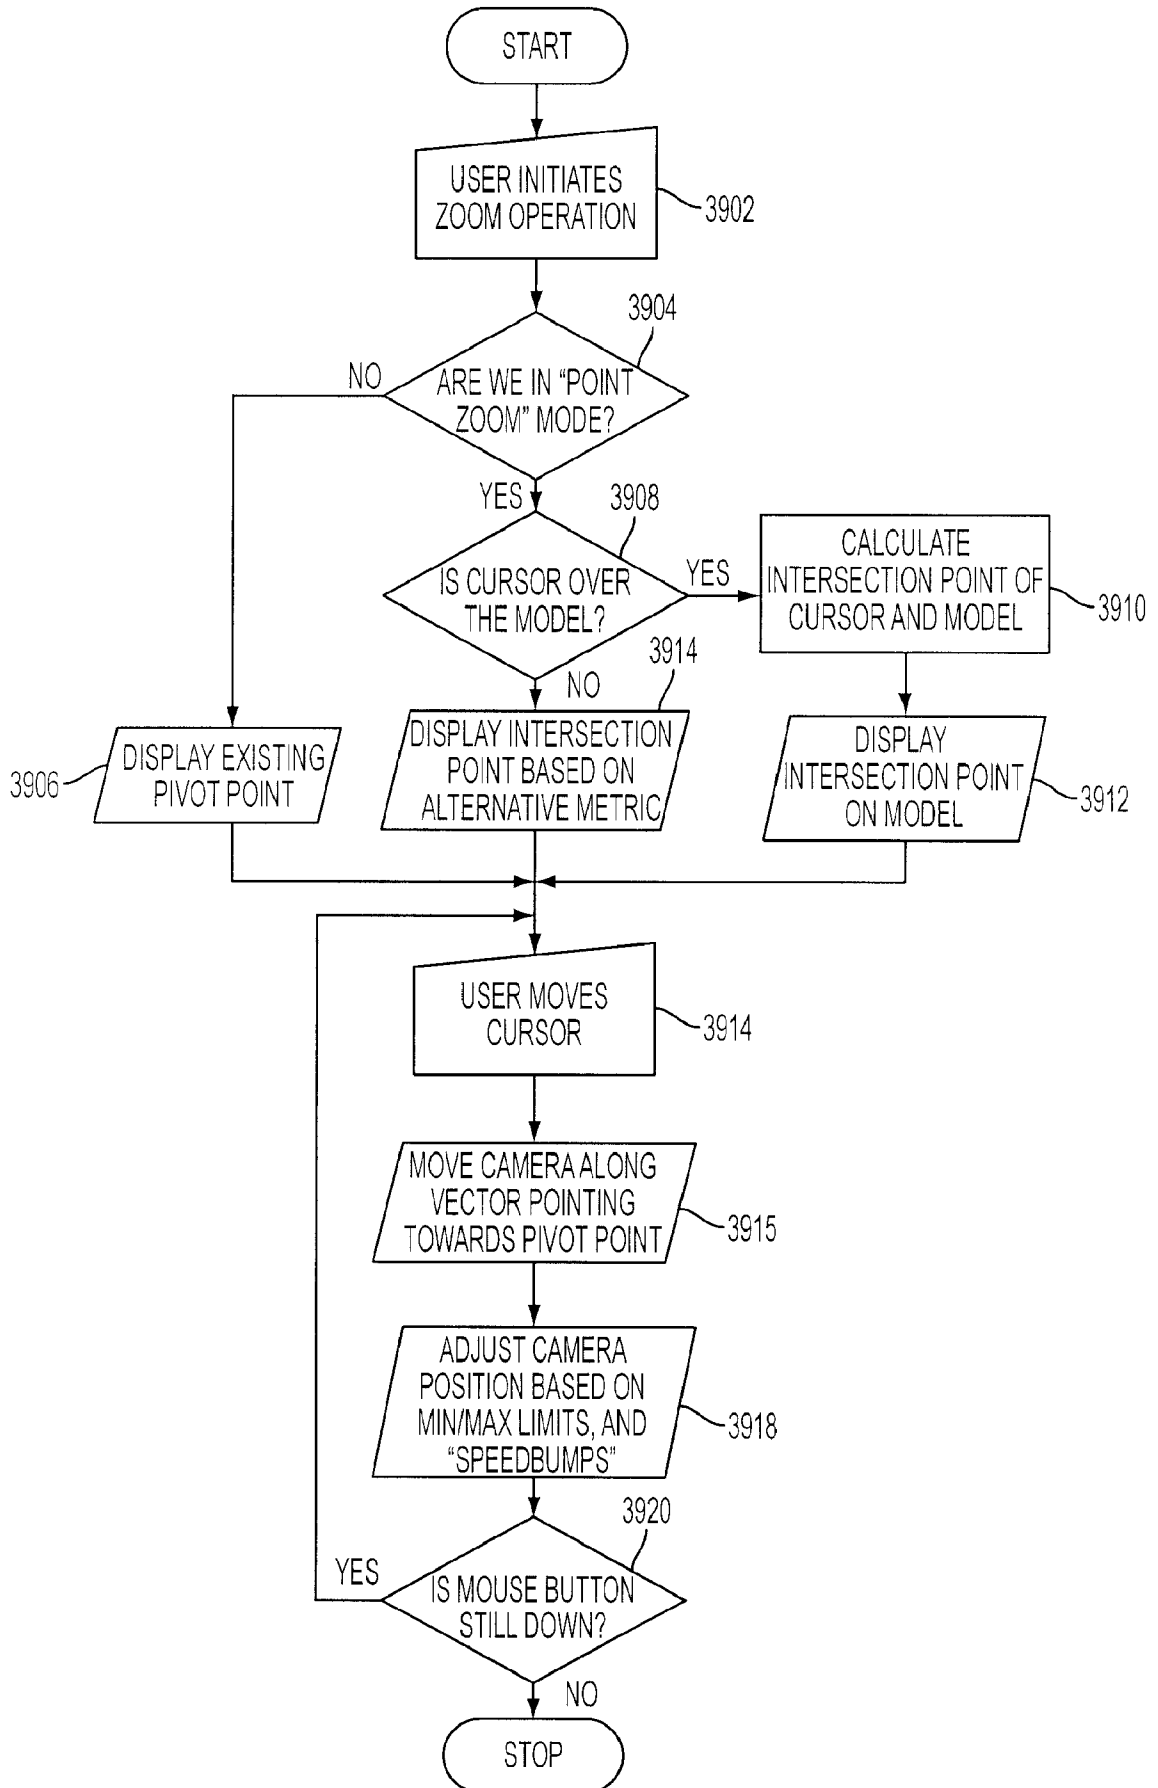 START
USER INITIATES
ZOOM OPERATION
3902
3904
NO
ARE WE IN "POINT
ZOOM" MODE?
YES
3908
IS CURSOR OVER
THE MODEL?
YES
CALCULATE
INTERSECTION POINT OF
CURSOR AND MODEL
3910
NO
3914
DISPLAY EXISTING
PIVOT POINT
3906
DISPLAY INTERSECTION
POINT BASED ON
ALTERNATIVE METRIC
DISPLAY
INTERSECTION POINT
ON MODEL
3912
USER MOVES
CURSOR
3914
MOVE CAMERA ALONG
VECTOR POINTING
TOWARDS PIVOT POINT
3915
ADJUST CAMERA
POSITION BASED ON
MIN/MAX LIMITS, AND
"SPEEDBUMPS"
3918
3920
YES
IS MOUSE BUTTON
STILL DOWN?
NO
STOP